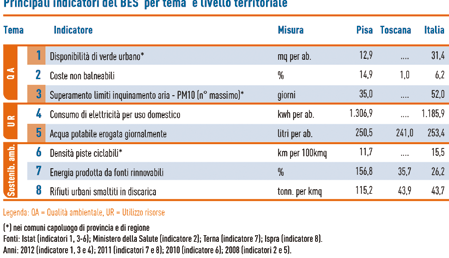 Principali indicatori del BES per tema e livello territoriale
Tema Indicatore Misura Pisa Toscana Italia
QA
1 Disponibilità di verde urbano* mq per ab. 12,9 .... 31,4
2 Coste non balneabili % 14,9 1,0 6,2
3 Superamento limiti inquinamento aria - PM10 (n° massimo)* giorni 35,0 .... 52,0
UR
4 Consumo di elettricità per uso domestico kwh per ab. 1.306,9 .... 1.185,9
5 Acqua potabile erogata giornalmente litri per ab. 250,5 241,0 253,4
Sostenib. amb.
6 Densità piste ciclabili* km per 100kmq 11,7 .... 15,5
7 Energia prodotta da fonti rinnovabili % 156,8 35,7 26,2
8 Rifiuti urbani smaltiti in discarica tonn. per kmq 115,2 43,9 43,7
Legenda: QA = Qualità ambientale, UR = Utilizzo risorse
(*) nei comuni capoluogo di provincia e di regione
Fonti: Istat (indicatori 1, 3-6); Ministero della Salute (indicatore 2); Terna (indicatore 7); Ispra (indicatore 8).
Anni: 2012 (indicatore 1, 3 e 4); 2011 (indicatori 7 e 8); 2010 (indicatore 6); 2008 (indicatori 2 e 5).